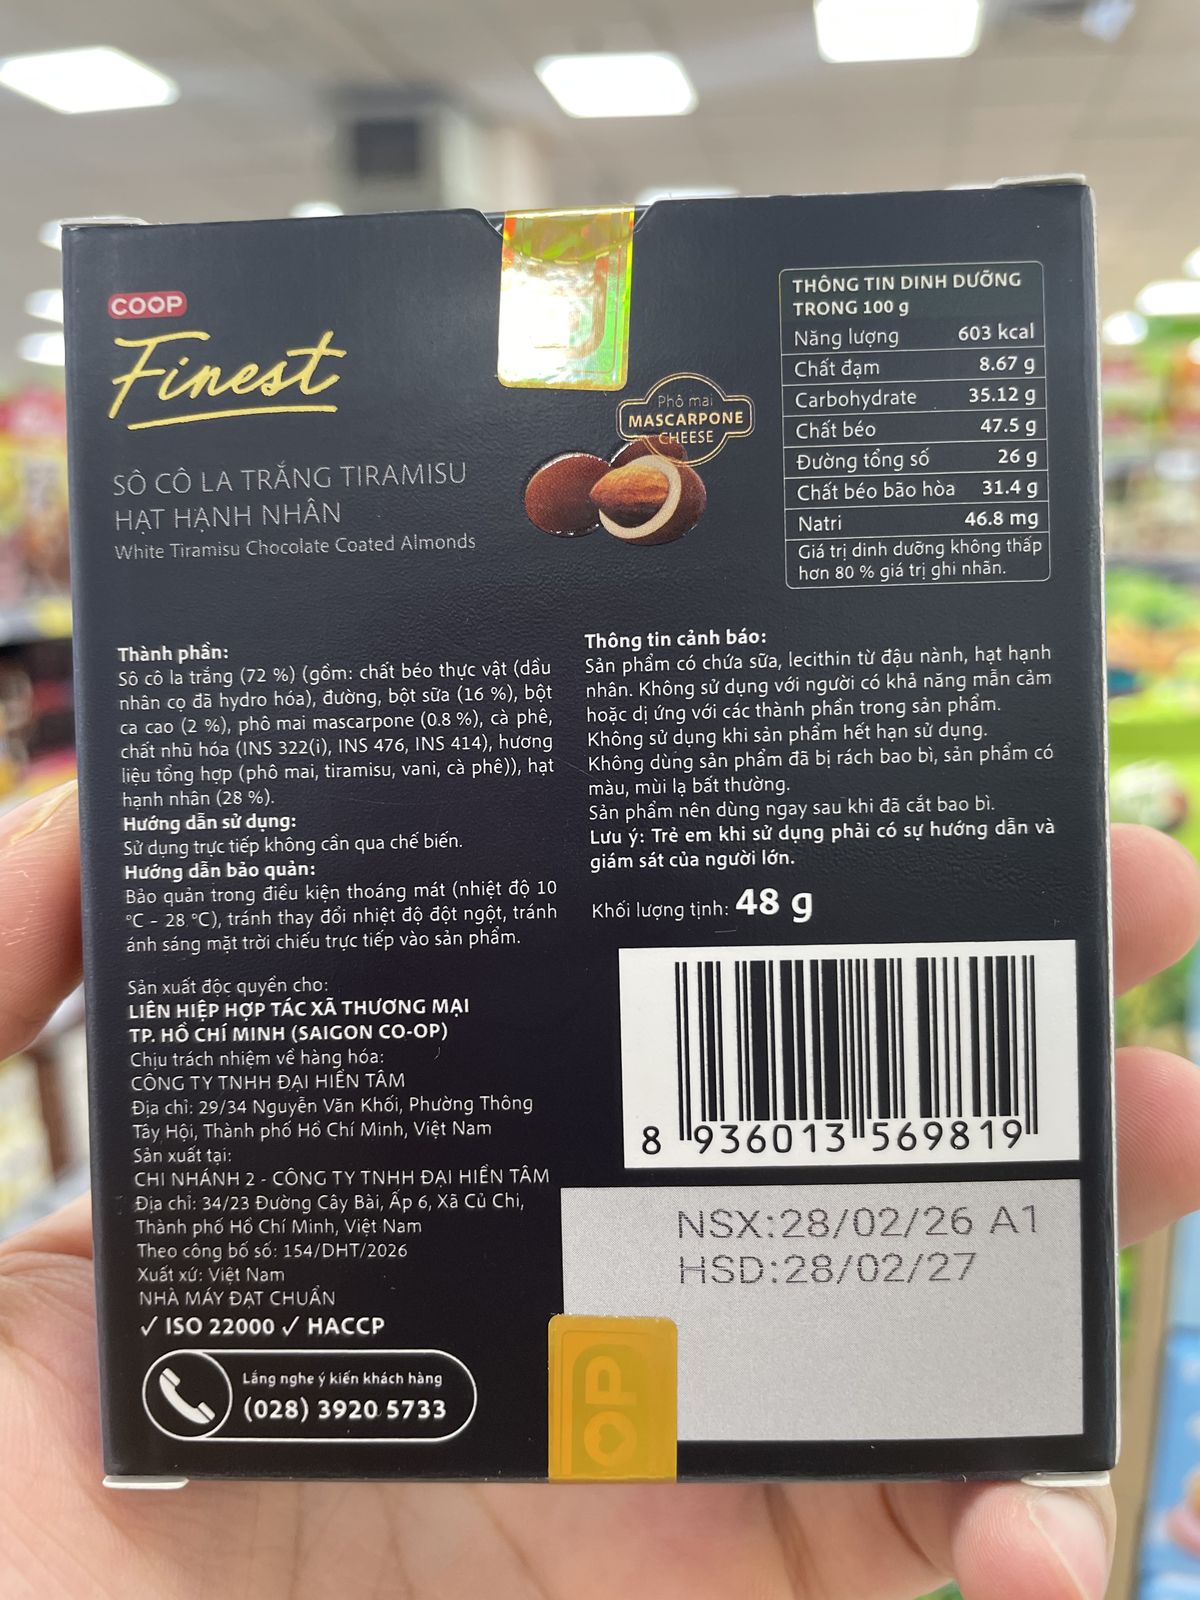 COOP
Finest
SÔ CÔ LA TRẮNG TIRAMISU
HẠT HẠNH NHÂN
White Tiramisu Chocolate Coated Almonds
Phô mai
MASCARPONE
CHEESE
THÔNG TIN DINH DƯỠNG
TRONG 100 g
Năng lượng 603 kcal
Chất đạm 8.67 g
Carbohydrate 35.12 g
Chất béo 47.5 g
Đường tổng số 26 g
Chất béo bão hòa 31.4 g
Natri 46.8 mg
Giá trị dinh dưỡng không thấp
hơn 80 % giá trị ghi nhãn.
Thành phần:
Sô cô la trắng (72 %) (gồm: chất béo thực vật (dầu
nhân cọ đã hydro hóa), đường, bột sữa (16 %), bột
ca cao (2 %), phô mai mascarpone (0.8 %), cà phê,
chất nhũ hóa (INS 322(i), INS 476, INS 414), hương
liệu tổng hợp (phô mai, tiramisu, vani, cà phê)), hạt
hạnh nhân (28 %).
Hướng dẫn sử dụng:
Sử dụng trực tiếp không cần qua chế biến.
Hướng dẫn bảo quản:
Bảo quản trong điều kiện thoáng mát (nhiệt độ 10
°C - 28 °C), tránh thay đổi nhiệt độ đột ngột, tránh
ánh sáng mặt trời chiếu trực tiếp vào sản phẩm.
Thông tin cảnh báo:
Sản phẩm có chứa sữa, lecithin từ đậu nành, hạt hạnh
nhân. Không sử dụng với người có khả năng mẫn cảm
hoặc dị ứng với các thành phần trong sản phẩm.
Không sử dụng khi sản phẩm hết hạn sử dụng.
Không dùng sản phẩm đã bị rách bao bì, sản phẩm có
màu, mùi lạ bất thường.
Sản phẩm nên dùng ngay sau khi đã cắt bao bì.
Lưu ý: Trẻ em khi sử dụng phải có sự hướng dẫn và
giám sát của người lớn.
Khối lượng tịnh: 48 g
Sản xuất độc quyền cho:
LIÊN HIỆP HỢP TÁC XÃ THƯƠNG MẠI
TP. HỒ CHÍ MINH (SAIGON CO-OP)
Chịu trách nhiệm về hàng hóa:
CÔNG TY TNHH ĐẠI HIỀN TÂM
Địa chỉ: 29/34 Nguyễn Văn Khối, Phường Thông
Tây Hội, Thành phố Hồ Chí Minh, Việt Nam
Sản xuất tại:
CHI NHÁNH 2 - CÔNG TY TNHH ĐẠI HIỀN TÂM
Địa chỉ: 34/23 Đường Cây Bài, Ấp 6, Xã Củ Chi,
Thành phố Hồ Chí Minh, Việt Nam
Theo công bố số: 154/DHT/2026
Xuất xứ: Việt Nam
NHÀ MÁY ĐẠT CHUẨN
✓ ISO 22000 ✓ HACCP
Lắng nghe ý kiến khách hàng
(028) 3920 5733
8 936013 569819
NSX:28/02/26 A1
HSD:28/02/27
OP